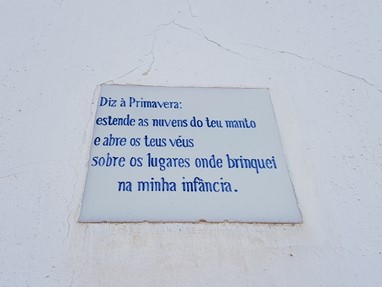 Diz à Primavera:
estende as nuvens do teu manto
e abre os teus véus
sobre os lugares onde brinquei
na minha infância.